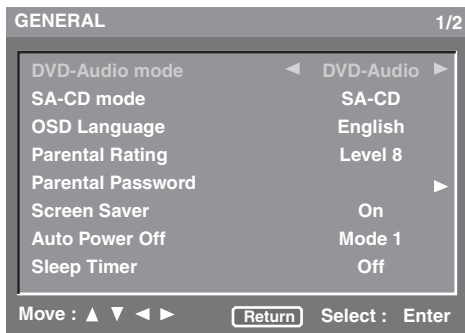 GENERAL 1/2
DVD-Audio mode ◀ DVD-Audio ▶
SA-CD mode SA-CD
OSD Language English
Parental Rating Level 8
Parental Password ▶
Screen Saver On
Auto Power Off Mode 1
Sleep Timer Off
Move : ▲ ▼ ◀ ▶ Return Select : Enter